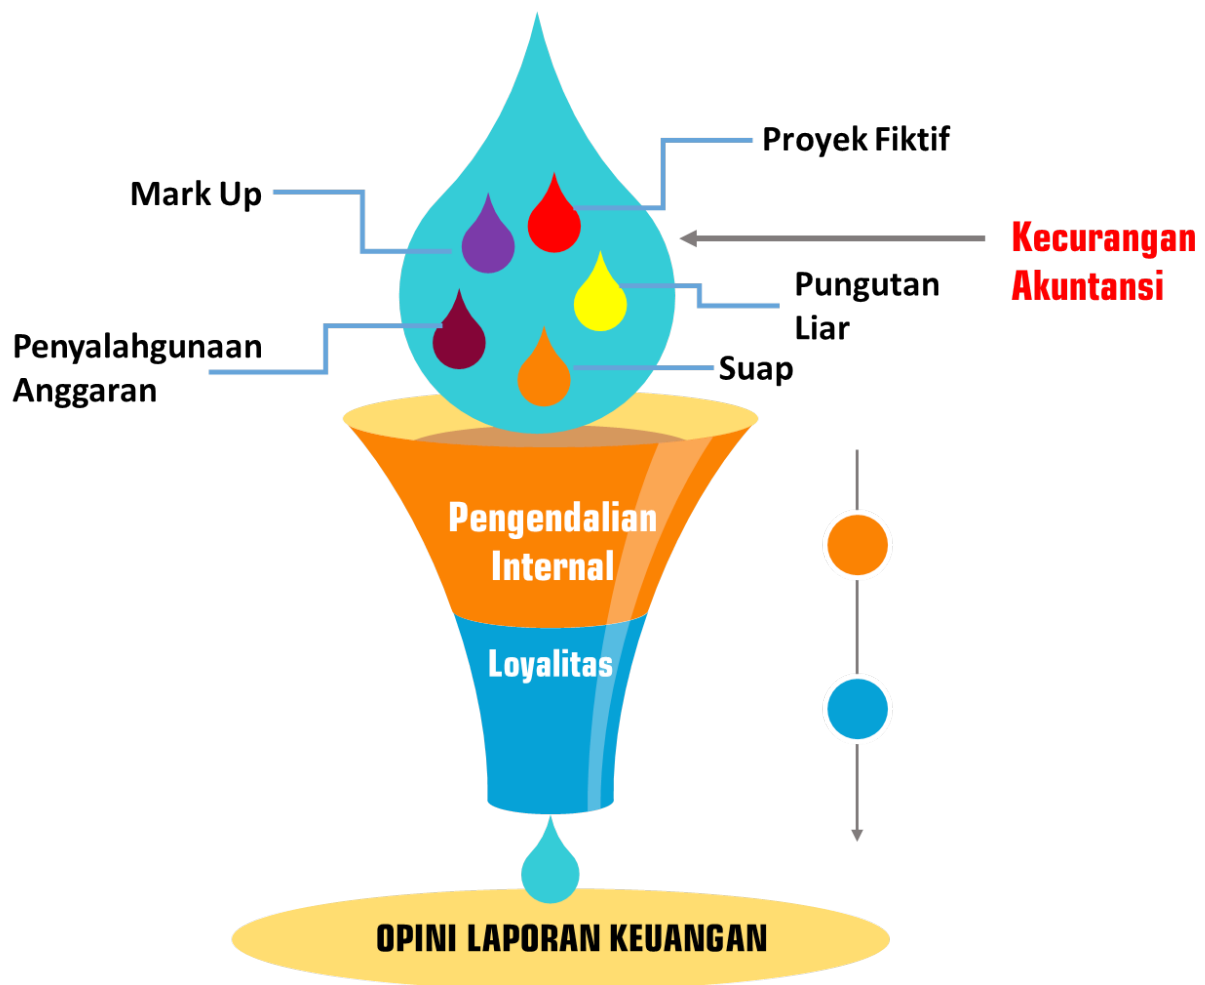 Proyek Fiktif
Mark Up
Kecurangan
Akuntansi
Pungutan
Liar
Penyalahgunaan
Anggaran
Suap
Pengendalian
Internal
Loyalitas
OPINI LAPORAN KEUANGAN